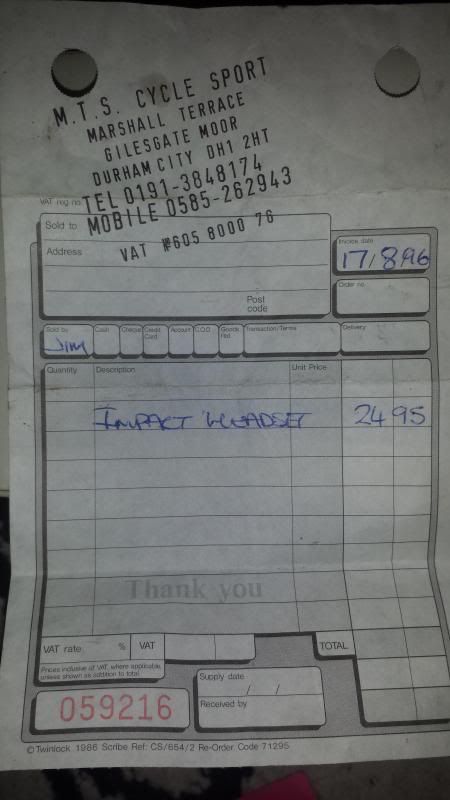 M.T.S. CYCLE SPORT
MARSHALL TERRACE
GILESGATE MOOR
DURHAM CITY DH1 2HT
VAT reg no. TEL 0191-3848174
MOBILE 0585-262943
VAT #605 8000 76
Sold to
Address
Post
code
Invoice date
17/8/96
Order no.
Sold by
Jim
Cash
Cheque
Credit
Card
Account
C.O.D.
Goods
Rtd.
Transaction/Terms
Delivery
Quantity
Description
Unit Price
IMPACT HEADSET 24 95
Thank you
VAT rate % VAT
TOTAL
Prices inclusive of VAT, where applicable,
unless shown as addition to total.
059216
Supply date
/ /
Received by
© Twinlock 1986 Scribe Ref: CS/654/2 Re-Order Code 71295